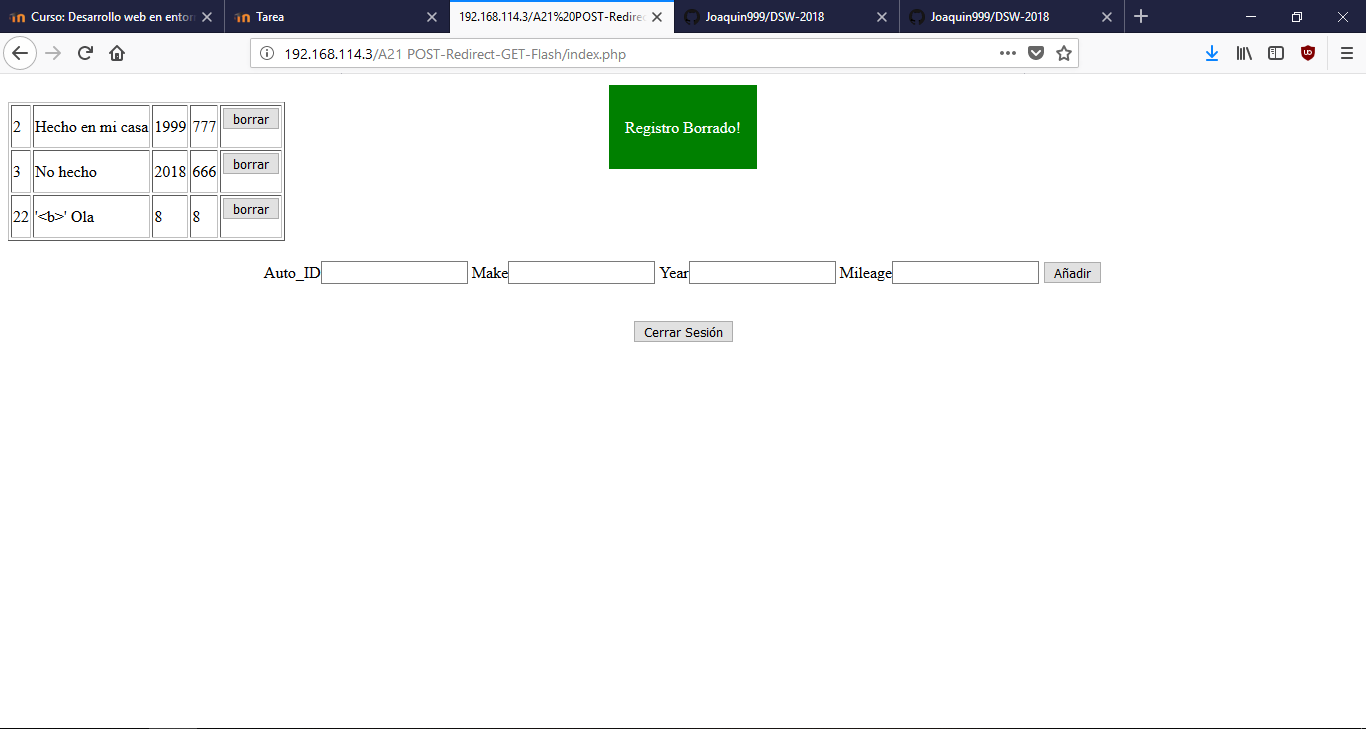 Curso: Desarrollo web en entorn
Tarea
192.168.114.3/A21%20POST-Redirec
Joaquin999/DSW-2018
Joaquin999/DSW-2018
192.168.114.3/A21 POST-Redirect-GET-Flash/index.php
Registro Borrado!
2 Hecho en mi casa 1999 777 borrar
3 No hecho 2018 666 borrar
22 '<b>' Ola 8 8 borrar
Auto_ID Make Year Mileage Añadir
Cerrar Sesión